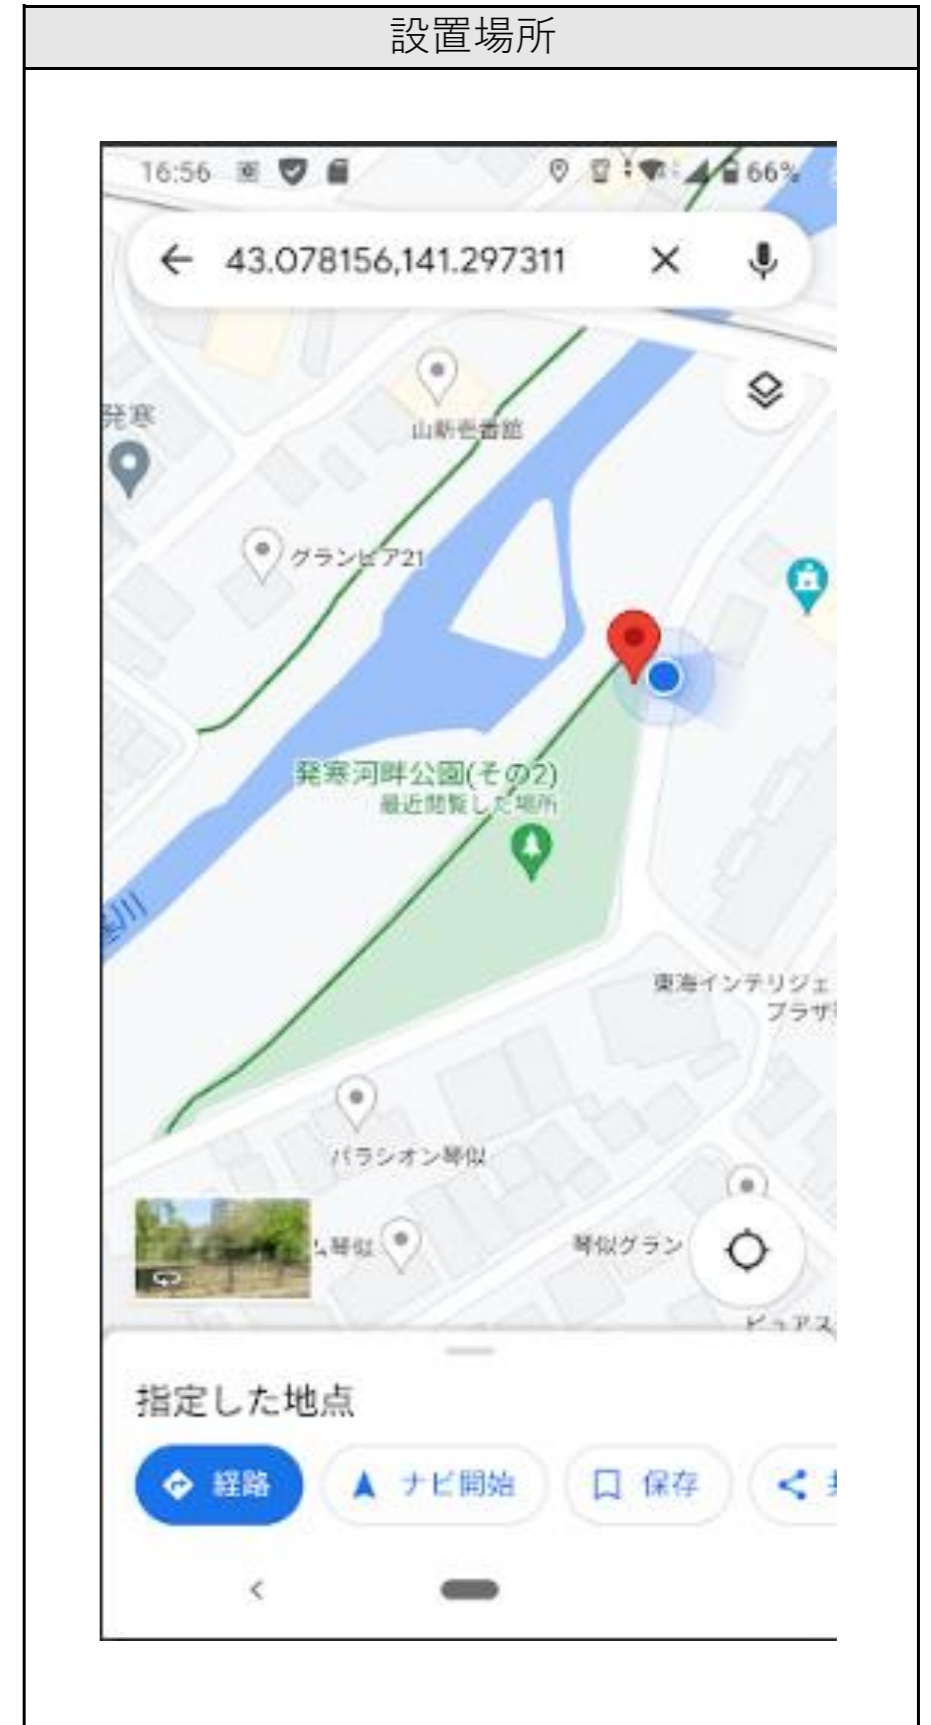 設置場所
16:56
66%
43.078156,141.297311
発寒
山新壱番館
グランピア21
発寒河畔公園(その2)
最近閲覧した場所
東海インテリジェ
プラザ
パラシオン琴似
琴似
琴似グラン
ピュアス
指定した地点
経路
ナビ開始
保存